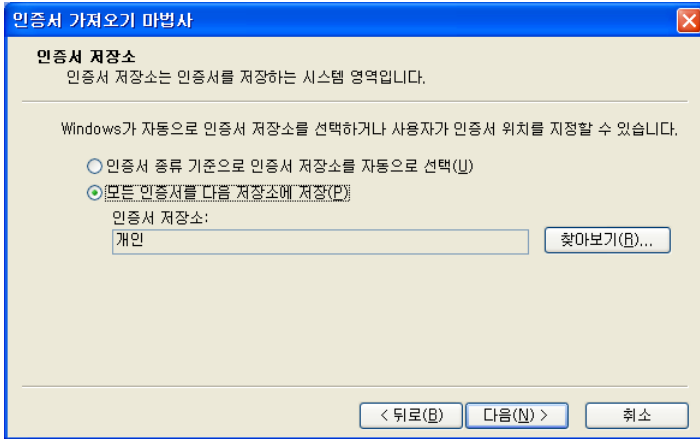 인증서 가져오기 마법사
인증서 저장소
인증서 저장소는 인증서를 저장하는 시스템 영역입니다.
Windows가 자동으로 인증서 저장소를 선택하거나 사용자가 인증서 위치를 지정할 수 있습니다.
인증서 종류 기준으로 인증서 저장소를 자동으로 선택(U)
모든 인증서를 다음 저장소에 저장(P)
인증서 저장소:
개인
찾아보기(R)...
< 뒤로(B)
다음(N) >
취소